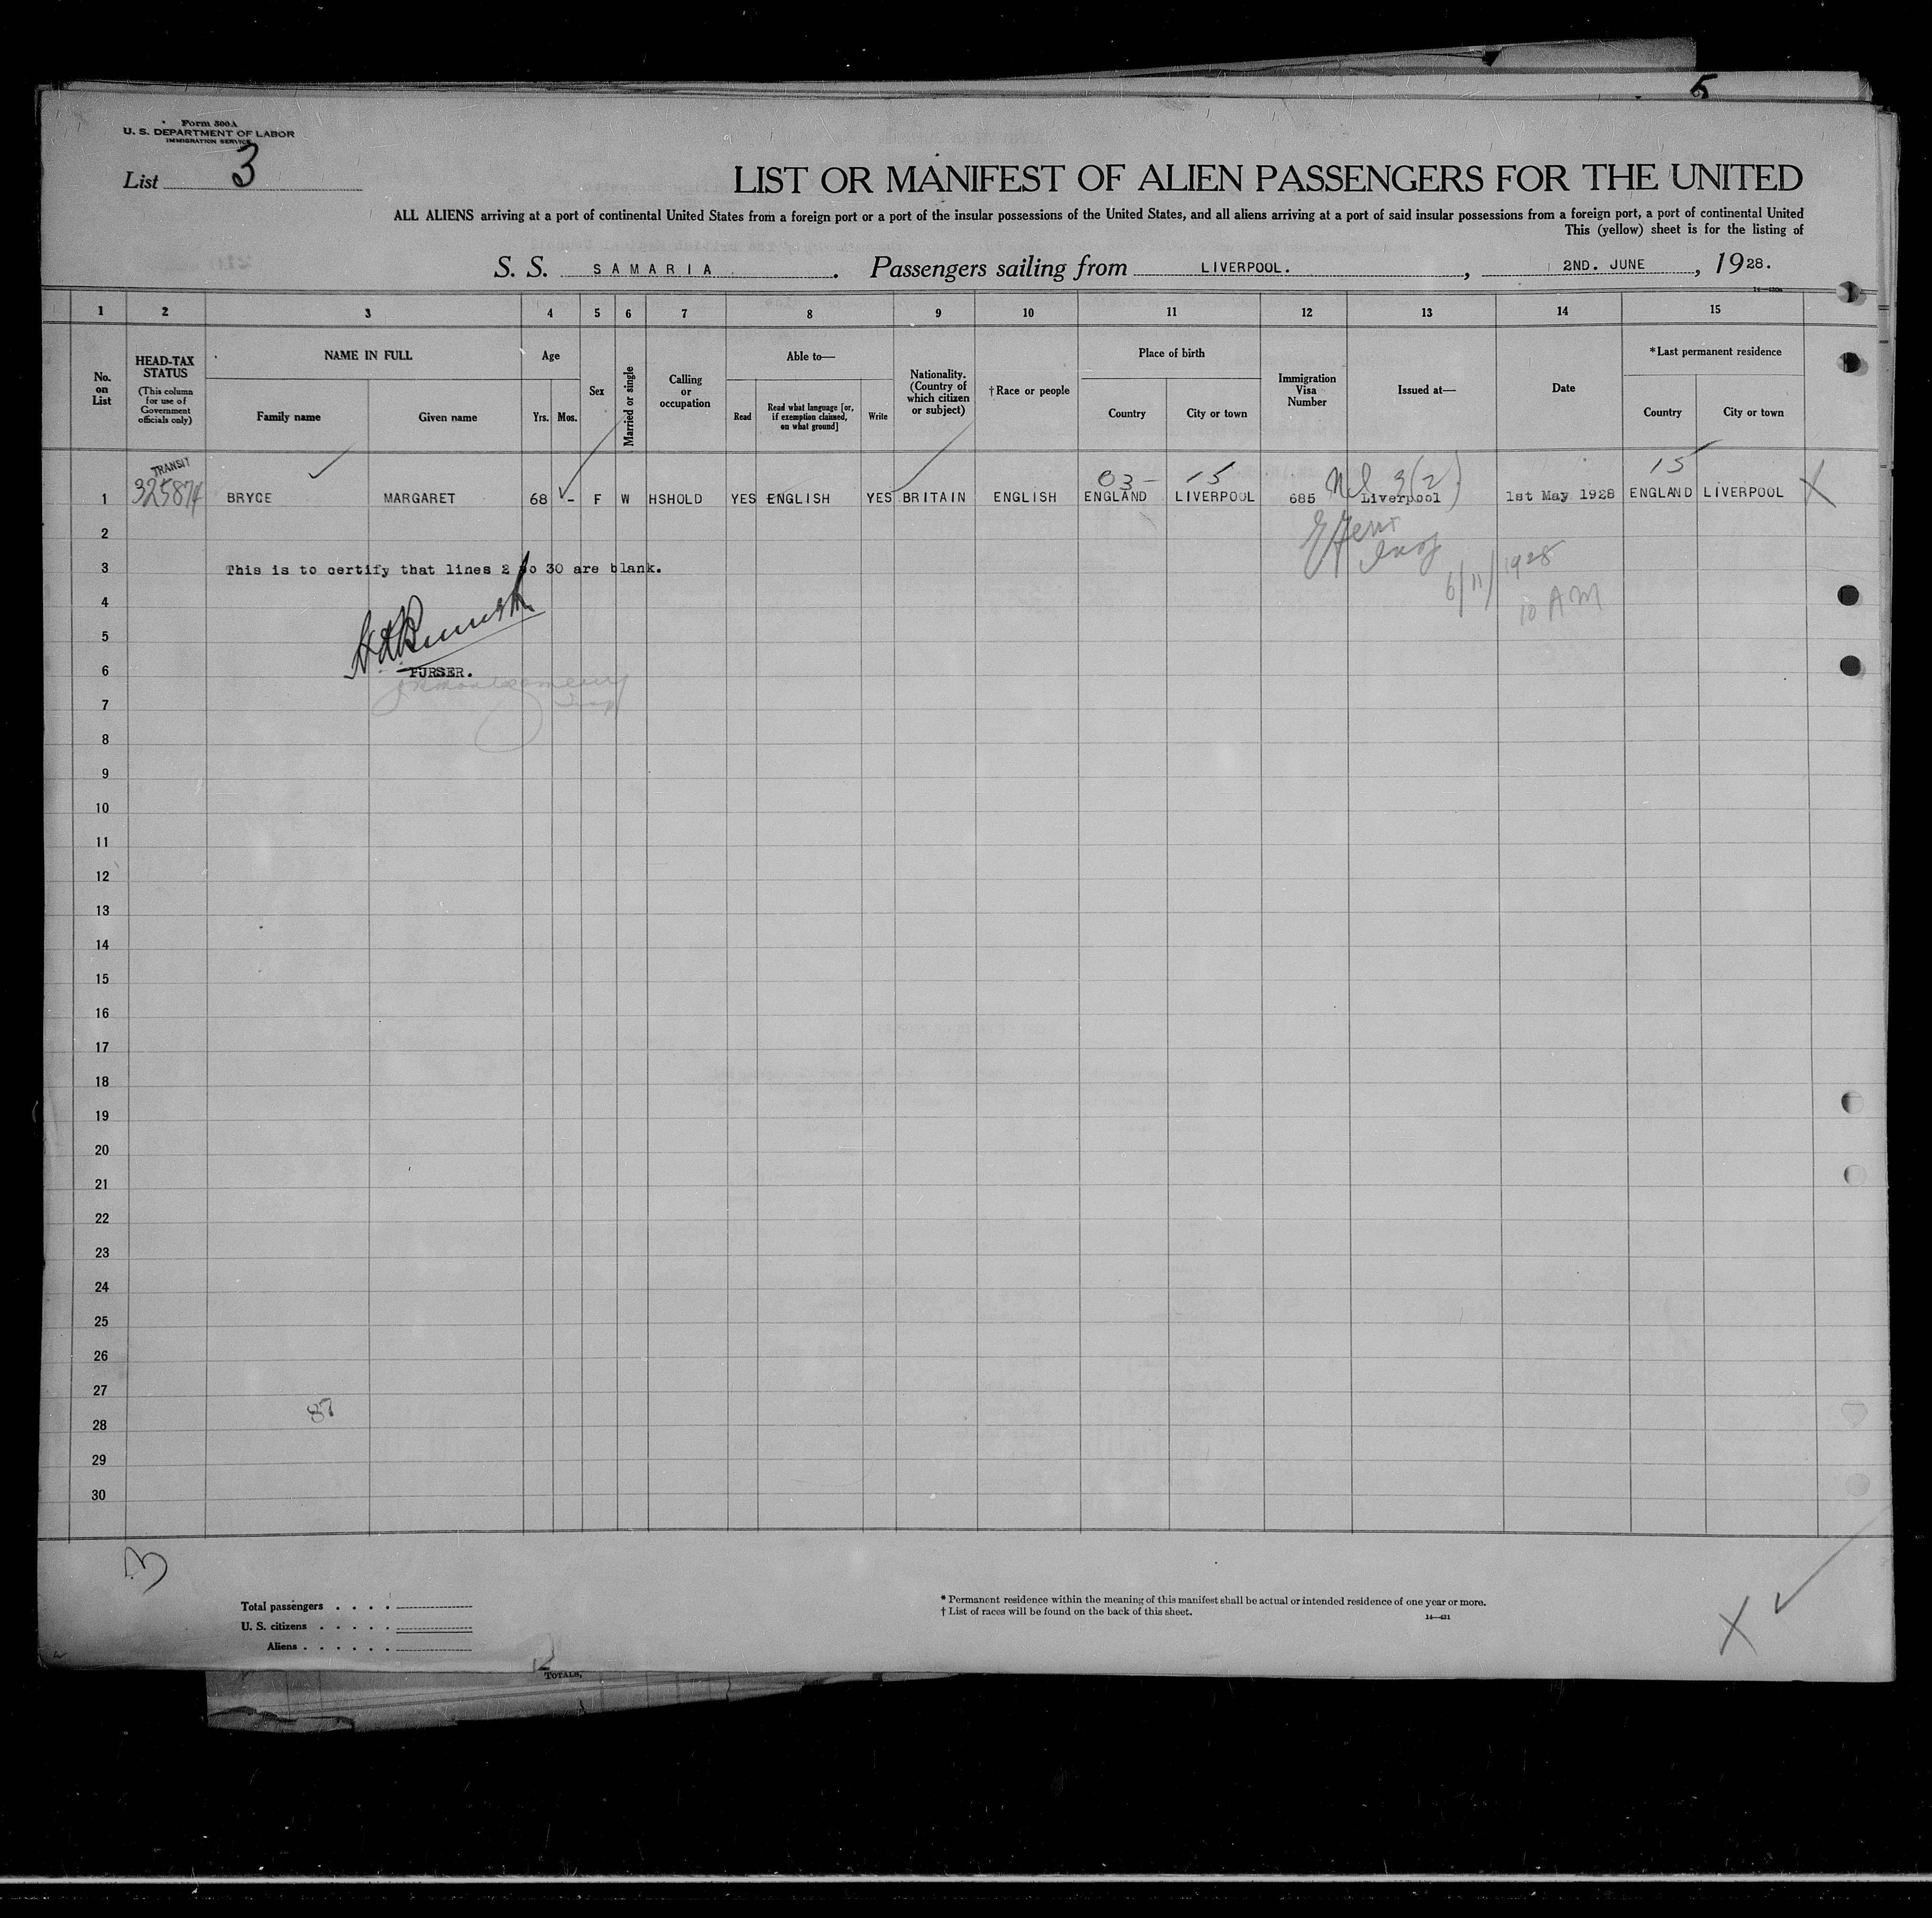 5
Form 500A
U. S. DEPARTMENT OF LABOR
IMMIGRATION SERVICE
List 3
LIST OR MANIFEST OF ALIEN PASSENGERS FOR THE UNITED
ALL ALIENS arriving at a port of continental United States from a foreign port or a port of the insular possessions of the United States, and all aliens arriving at a port of said insular possessions from a foreign port, a port of continental United
This (yellow) sheet is for the listing of
S. S. SAMARIA. Passengers sailing from LIVERPOOL., 2ND. JUNE, 1928.
1 2 3 4 5 6 7 8 9 10 11 12 13 14 15
No. on List
HEAD-TAX STATUS
(This column for use of Government officials only)
NAME IN FULL
Family name
Given name
Age
Yrs. Mos.
Sex
Married or single
Calling or occupation
Able to—
Read
Read what language [or, if exemption claimed, on what ground]
Write
Nationality. (Country of which citizen or subject)
†Race or people
Place of birth
Country
City or town
Immigration Visa Number
Issued at—
Date
*Last permanent residence
Country
City or town
TRANSIT
03- 15 3(2) 15
1 325874 BRYCE MARGARET 68 - F W HSHOLD YES ENGLISH YES BRITAIN ENGLISH ENGLAND LIVERPOOL 685 Liverpool 1st May 1928 ENGLAND LIVERPOOL X
2
3 This is to certify that lines 2 to 30 are blank.
6/11/1928
10 AM
4
5
6 PURSER.
7
8
9
10
11
12
13
14
15
16
17
18
19
20
21
22
23
24
25
26
27
87
28
29
30
3
Total passengers
U. S. citizens
Aliens
* Permanent residence within the meaning of this manifest shall be actual or intended residence of one year or more.
† List of races will be found on the back of this sheet.
14—431
X
TOTALS,